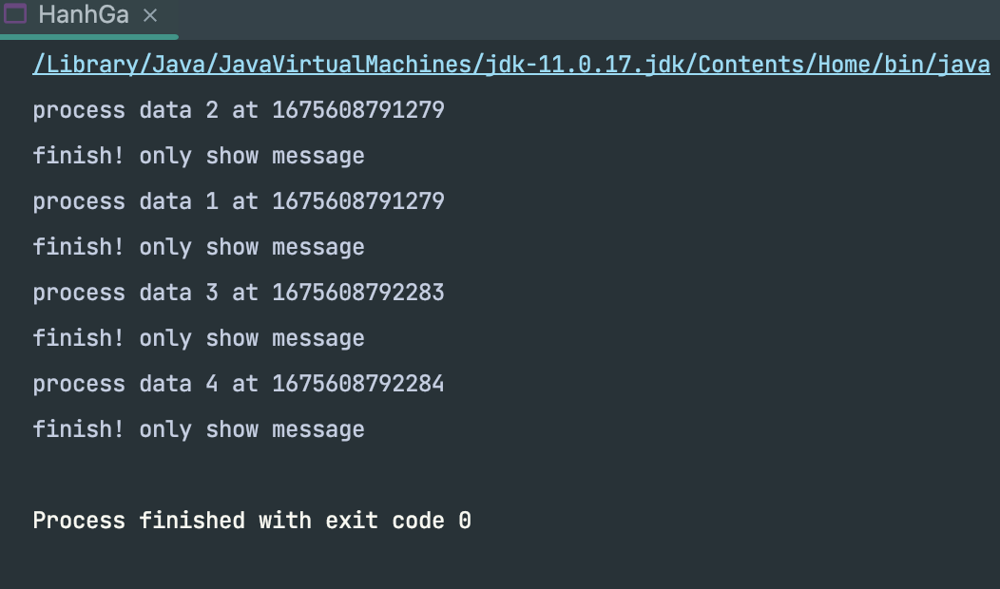 HanhGa ×
/Library/Java/JavaVirtualMachines/jdk-11.0.17.jdk/Contents/Home/bin/java
process data 2 at 1675608791279
finish! only show message
process data 1 at 1675608791279
finish! only show message
process data 3 at 1675608792283
finish! only show message
process data 4 at 1675608792284
finish! only show message
Process finished with exit code 0